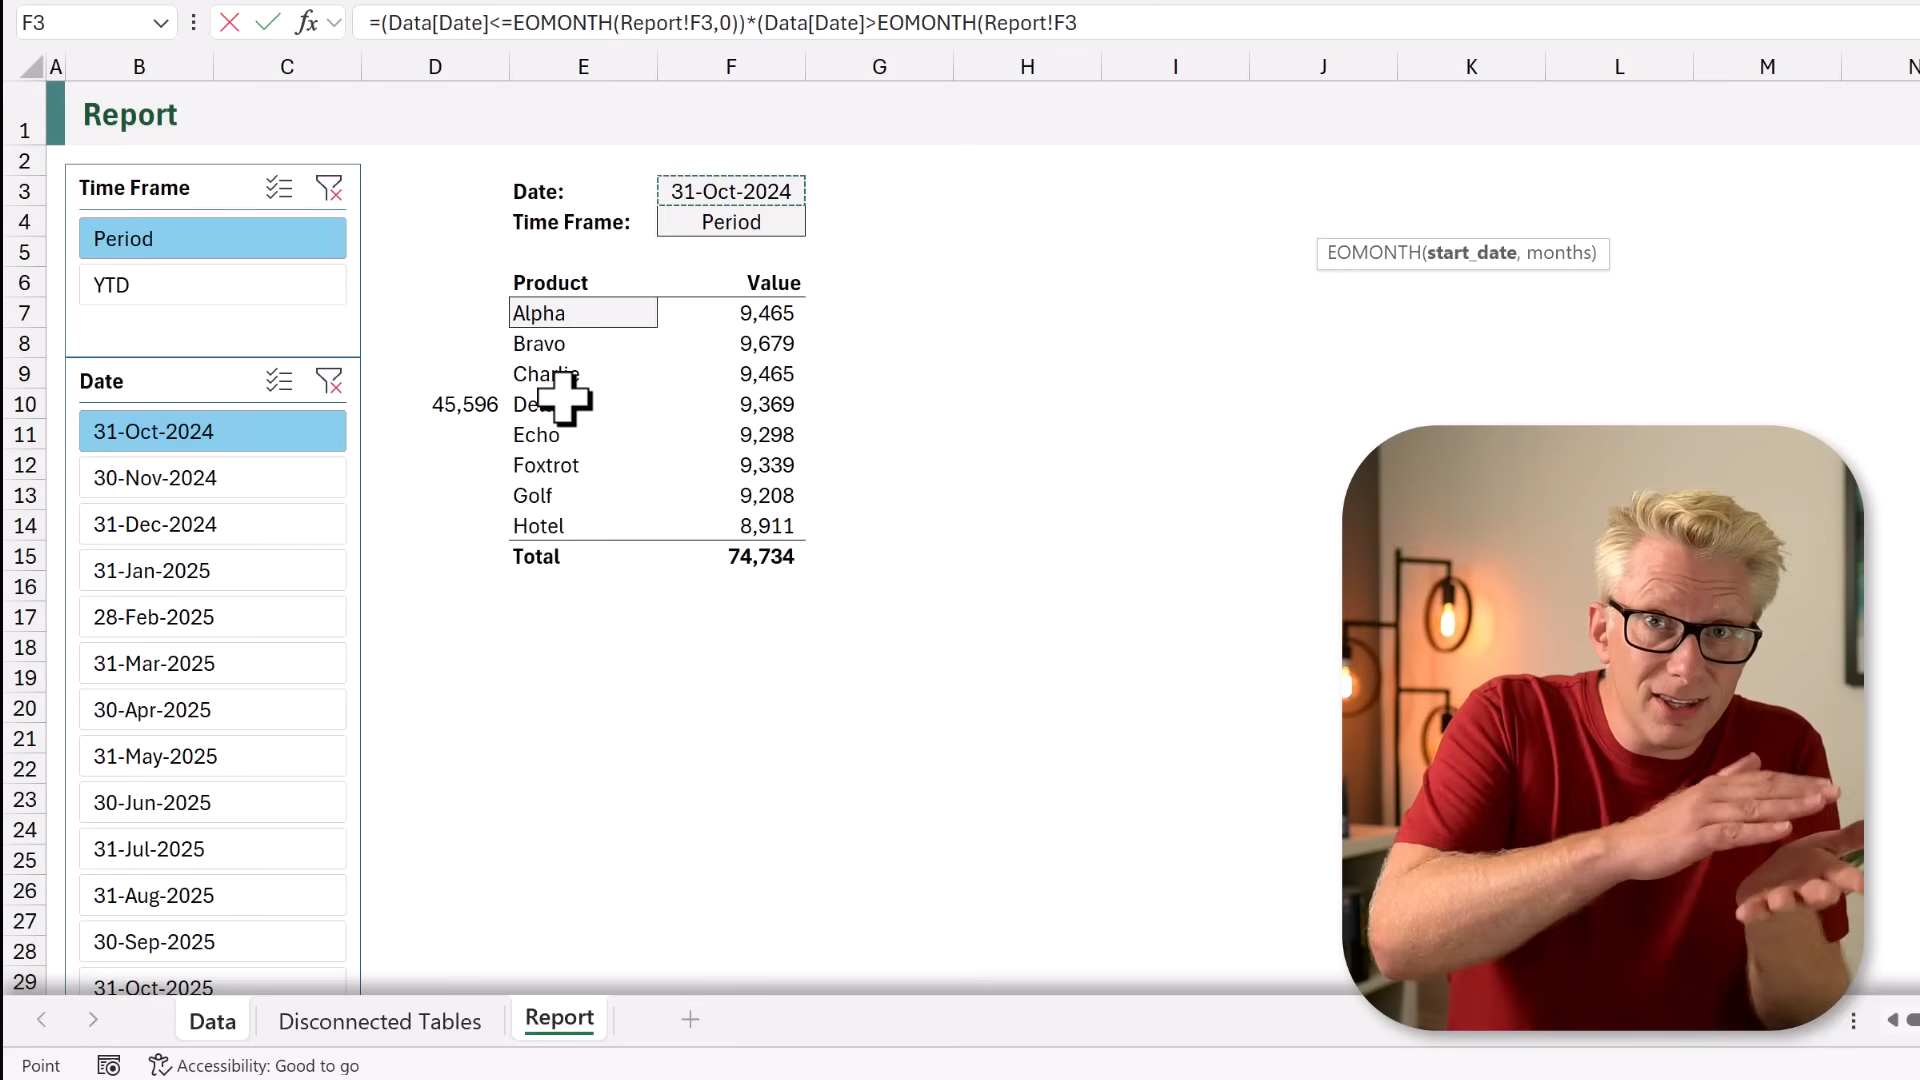 F3
fx
=(Data[Date]<=EOMONTH(Report!F3,0))*(Data[Date]>EOMONTH(Report!F3
A B C D E F G H I J K L M N
1 Report
2
Time Frame
3 Date: 31-Oct-2024
4 Time Frame: Period
Period
5
EOMONTH(start_date, months)
YTD
6 Product Value
7 Alpha 9,465
8 Bravo 9,679
Date
9 9,465
10 45,596 9,369
31-Oct-2024
11 Echo 9,298
12 Foxtrot 9,339
30-Nov-2024
13 Golf 9,208
14 Hotel 8,911
31-Dec-2024
15 Total 74,734
16
31-Jan-2025
17
28-Feb-2025
18
31-Mar-2025
19
20
30-Apr-2025
21
31-May-2025
22
23
30-Jun-2025
24
31-Jul-2025
25
26
31-Aug-2025
27
30-Sep-2025
28
29
31-Oct-2025
Data
Disconnected Tables
Report
Point
Accessibility: Good to go